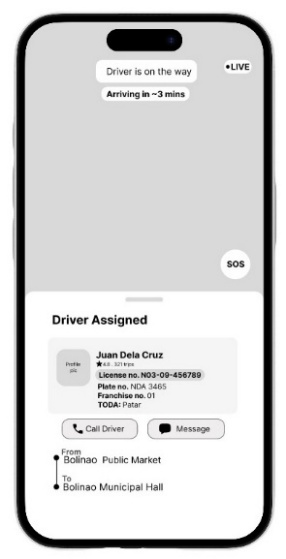 Driver is on the way
•LIVE
Arriving in ~3 mins
SOS
Driver Assigned
Profile
pic
Juan Dela Cruz
★4.9 . 321 trips
License no. N03-09-456789
Plate no. NDA 3465
Franchise no. 01
TODA: Patar
Call Driver
Message
From
Bolinao Public Market
To
Bolinao Municipal Hall